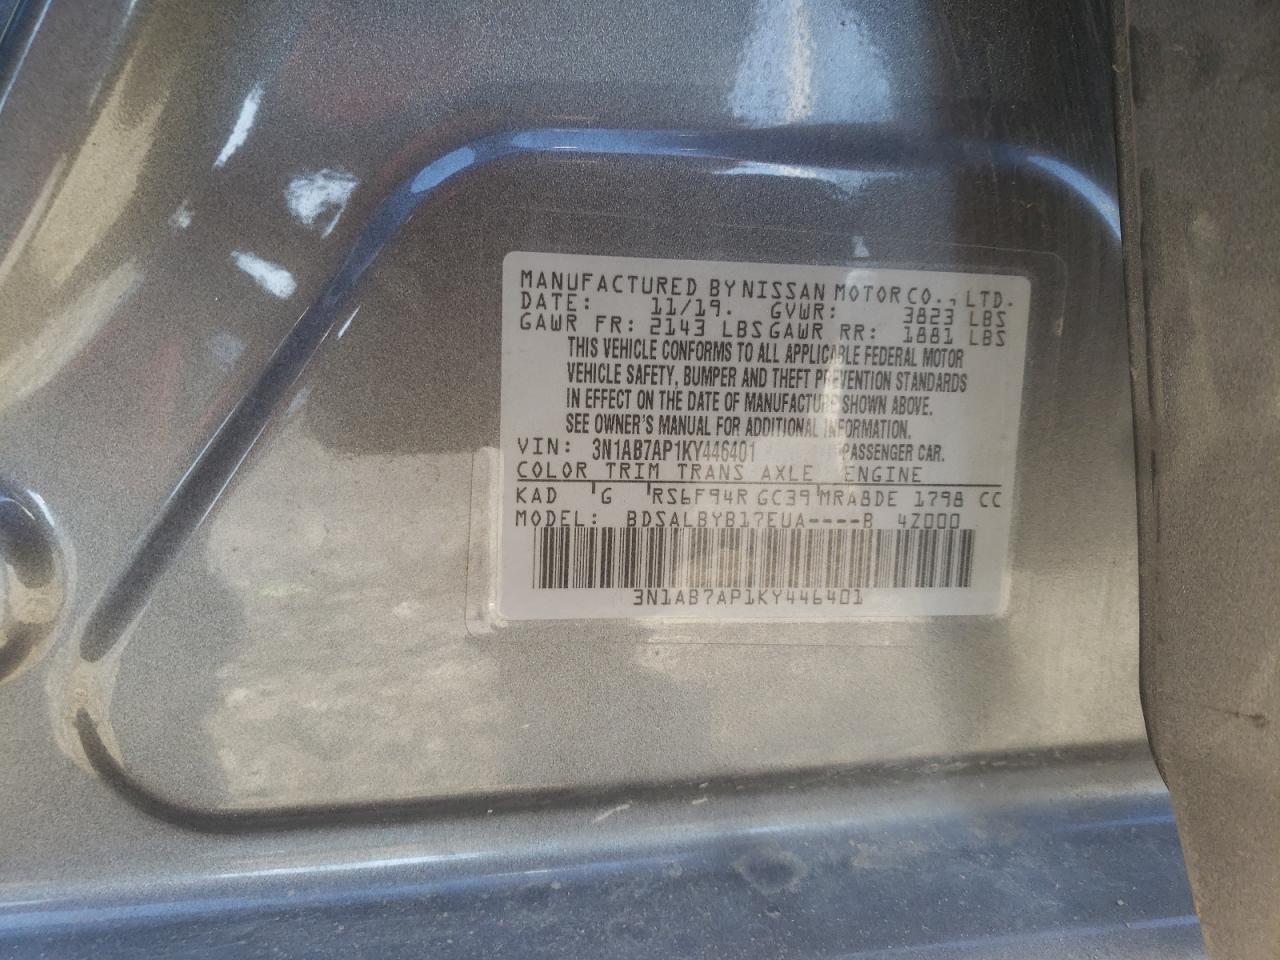 MANUFACTURED BY NISSAN MOTOR CO., LTD.
DATE: 11/19. GVWR: 3823 LBS
GAWR FR: 2143 LBS GAWR RR: 1881 LBS
THIS VEHICLE CONFORMS TO ALL APPLICABLE FEDERAL MOTOR
VEHICLE SAFETY, BUMPER AND THEFT PREVENTION STANDARDS
IN EFFECT ON THE DATE OF MANUFACTURE SHOWN ABOVE.
SEE OWNER'S MANUAL FOR ADDITIONAL INFORMATION.
VIN: 3N1AB7AP1KY446401 PASSENGER CAR.
COLOR TRIM TRANS AXLE ENGINE
KAD G RS6F94R GC39 MRA8DE 1798 CC
MODEL: BDSALBYB17EUA----B 4Z000
3N1AB7AP1KY446401